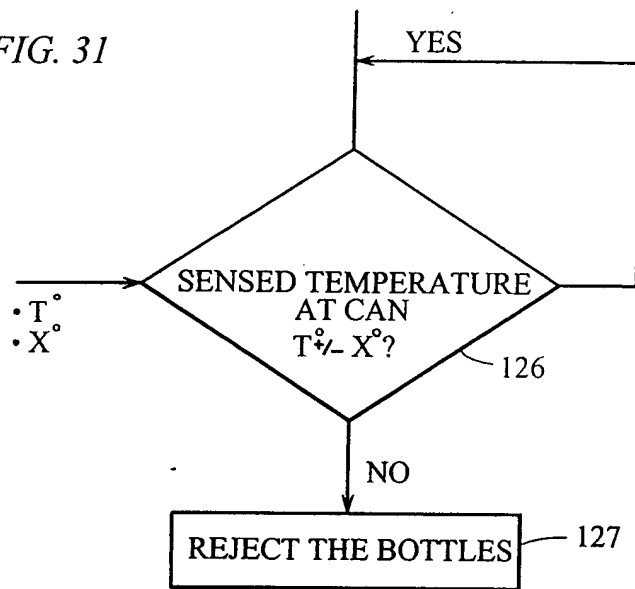 FIG. 31
YES
SENSED TEMPERATURE
AT CAN
T°+/- X°?
• T°
• X°
126
NO
REJECT THE BOTTLES
127